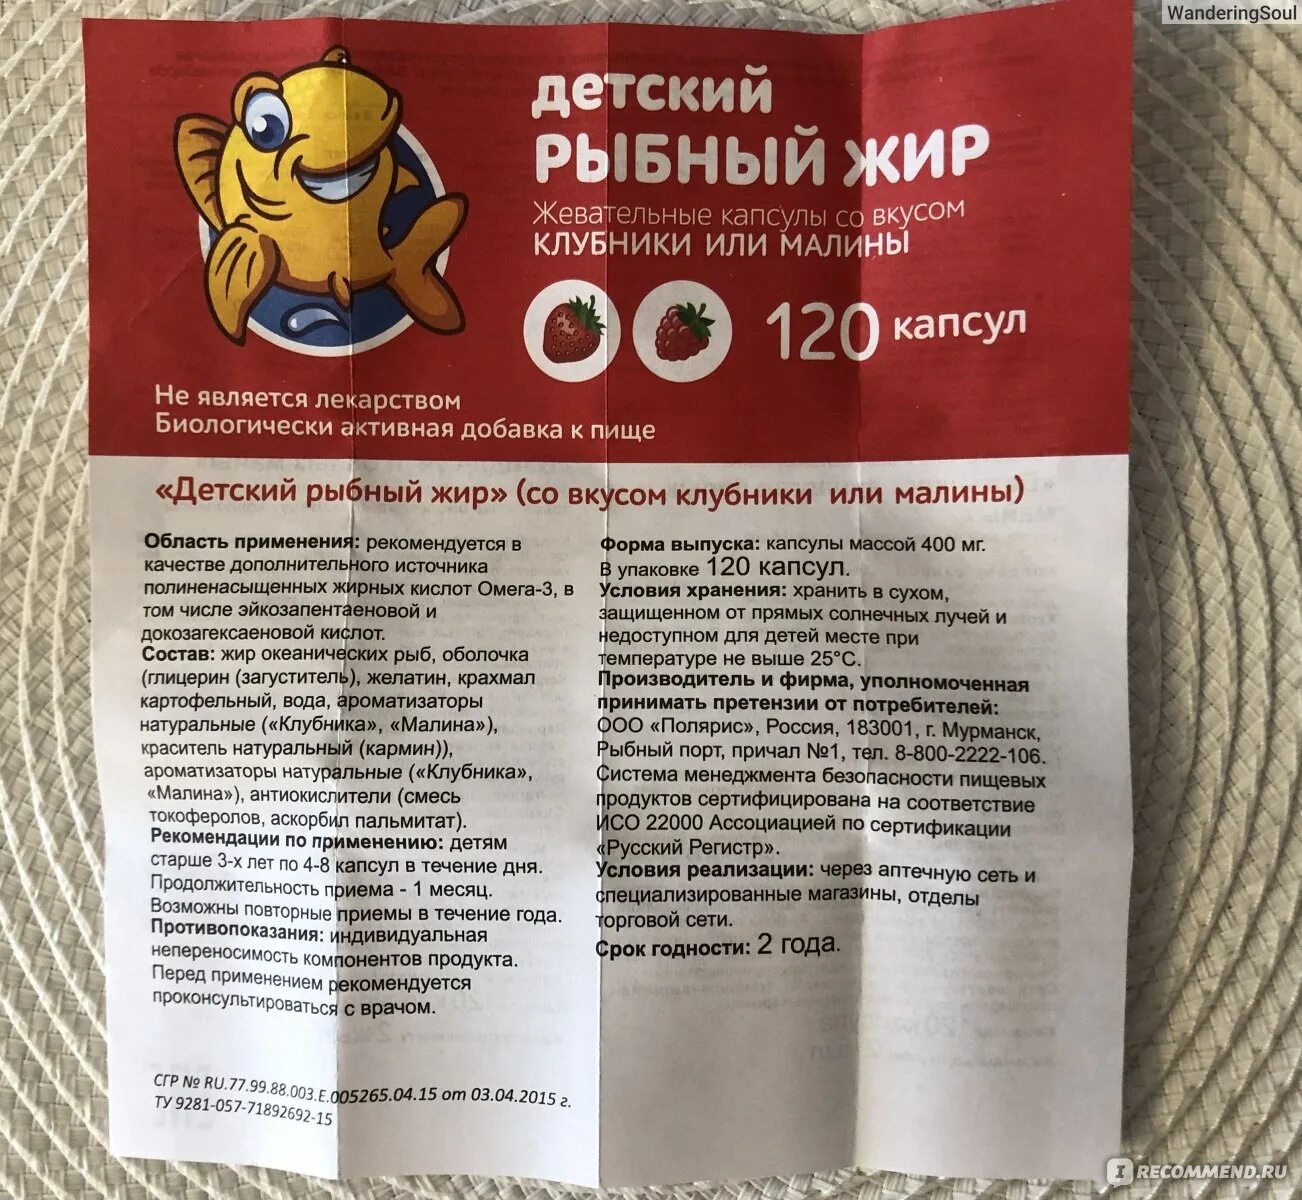 WanderingSoul
детский
РЫБНЫЙ ЖИР
Жевательные капсулы со вкусом
КЛУБНИКИ ИЛИ МАЛИНЫ
120 капсул
Не является лекарством
Биологически активная добавка к пище
«Детский рыбный жир» (со вкусом клубники или малины)
Область применения: рекомендуется в
качестве дополнительного источника
полиненасыщенных жирных кислот Омега-3, в
том числе эйкозапентаеновой и
докозагексаеновой кислот.
Состав: жир океанических рыб, оболочка
(глицерин (загуститель), желатин, крахмал
картофельный, вода, ароматизаторы
натуральные («Клубника», «Малина»),
краситель натуральный (кармин)),
ароматизаторы натуральные («Клубника»,
«Малина»), антиокислители (смесь
токоферолов, аскорбил пальмитат).
Рекомендации по применению: детям
старше 3-х лет по 4-8 капсул в течение дня.
Продолжительность приема - 1 месяц.
Возможны повторные приемы в течение года.
Противопоказания: индивидуальная
непереносимость компонентов продукта.
Перед применением рекомендуется
проконсультироваться с врачом.
СГР № RU.77.99.88.003.Е.005265.04.15 от 03.04.2015 г.
ТУ 9281-057-71892692-15
Форма выпуска: капсулы массой 400 мг.
В упаковке 120 капсул.
Условия хранения: хранить в сухом,
защищенном от прямых солнечных лучей и
недоступном для детей месте при
температуре не выше 25°С.
Производитель и фирма, уполномоченная
принимать претензии от потребителей:
ООО «Полярис», Россия, 183001, г. Мурманск,
Рыбный порт, причал №1, тел. 8-800-2222-106.
Система менеджмента безопасности пищевых
продуктов сертифицирована на соответствие
ИСО 22000 Ассоциацией по сертификации
«Русский Регистр».
Условия реализации: через аптечную сеть и
специализированные магазины, отделы
торговой сети.
Срок годности: 2 года.
I RECOMMEND.RU